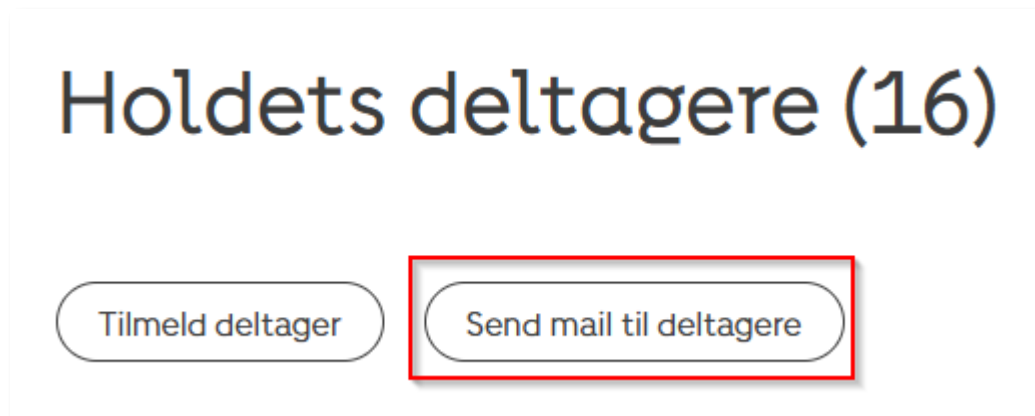 Holdets deltagere (16)
Tilmeld deltager
Send mail til deltagere